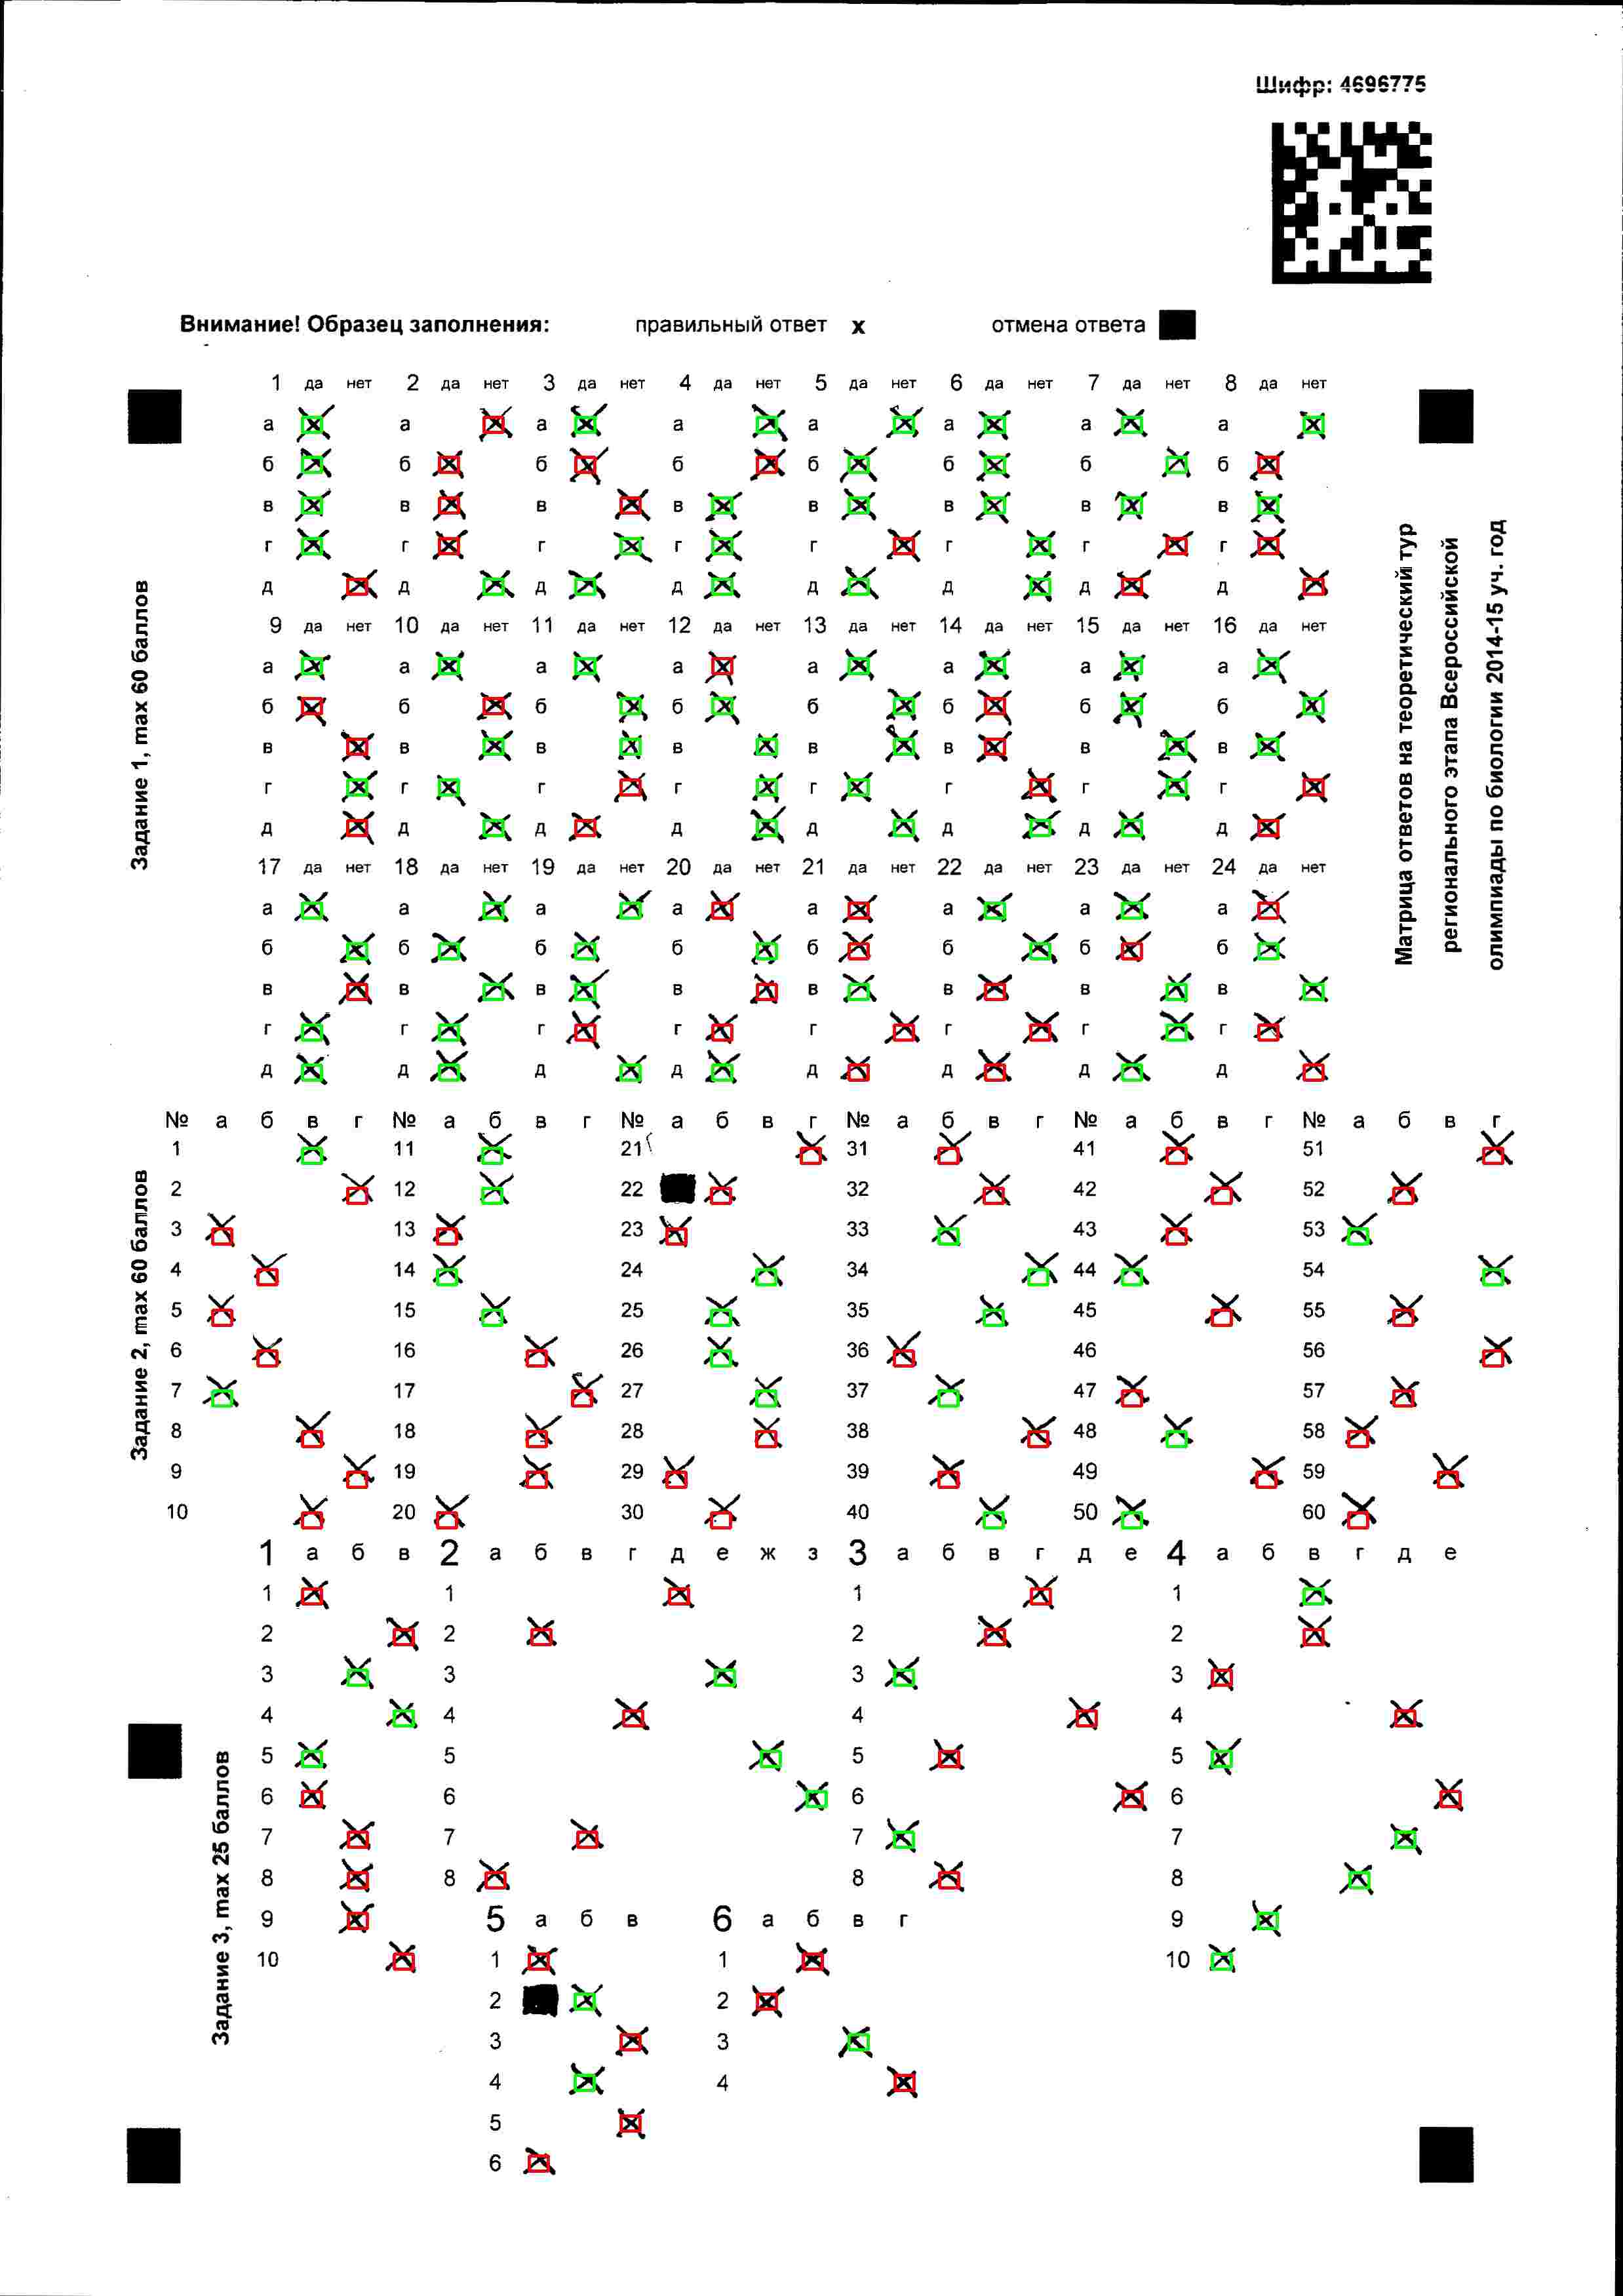 Шифр: 4696775
Внимание! Образец заполнения: правильный ответ x отмена ответа
Матрица ответов на теоретический тур
регионального этапа Всероссийской
олимпиады по биологии 2014-15 уч. год
Задание 1, max 60 баллов
1 да нет 2 да нет 3 да нет 4 да нет 5 да нет 6 да нет 7 да нет 8 да нет
а а а а а а а а
б б б б б б б б
в в в в в в в в
г г г г г г г г
д д д д д д д д
9 да нет 10 да нет 11 да нет 12 да нет 13 да нет 14 да нет 15 да нет 16 да нет
а а а а а а а а
б б б б б б б б
в в в в в в в в
г г г г г г г г
д д д д д д д д
17 да нет 18 да нет 19 да нет 20 да нет 21 да нет 22 да нет 23 да нет 24 да нет
а а а а а а а а
б б б б б б б б
в в в в в в в в
г г г г г г г г
д д д д д д д д
Задание 2, max 60 баллов
№ а б в г № а б в г № а б в г № а б в г № а б в г № а б в г
1 11 21 31 41 51
2 12 22 32 42 52
3 13 23 33 43 53
4 14 24 34 44 54
5 15 25 35 45 55
6 16 26 36 46 56
7 17 27 37 47 57
8 18 28 38 48 58
9 19 29 39 49 59
10 20 30 40 50 60
Задание 3, max 25 баллов
1 а б в 2 а б в г д е ж з 3 а б в г д е 4 а б в г д е
1 1 1 1
2 2 2 2
3 3 3 3
4 4 4 4
5 5 5 5
6 6 6 6
7 7 7 7
8 8 8 8
9 5 а б в 6 а б в г 9
10 1 1 10
2 2
3 3
4 4
5
6